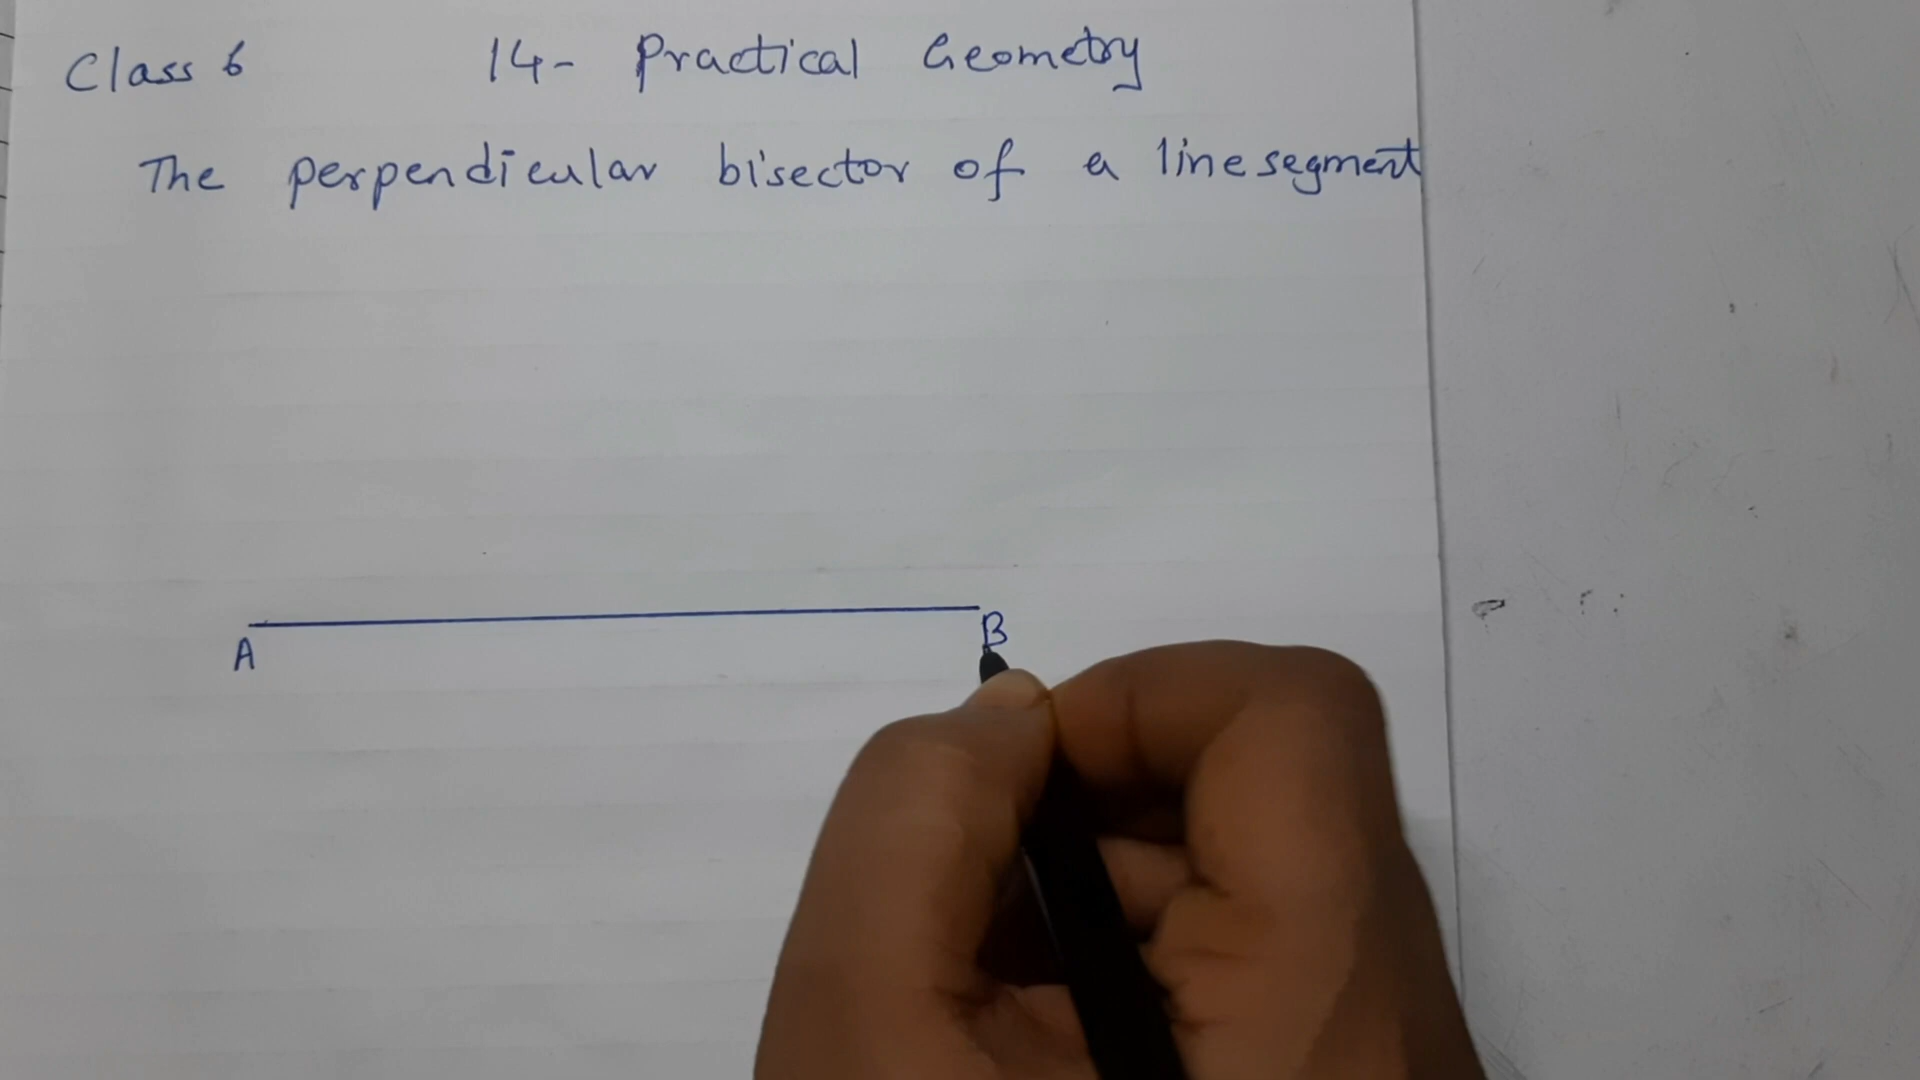 Class 6 14- Practical Geometry
The perpendicular bisector of a line segment
A B